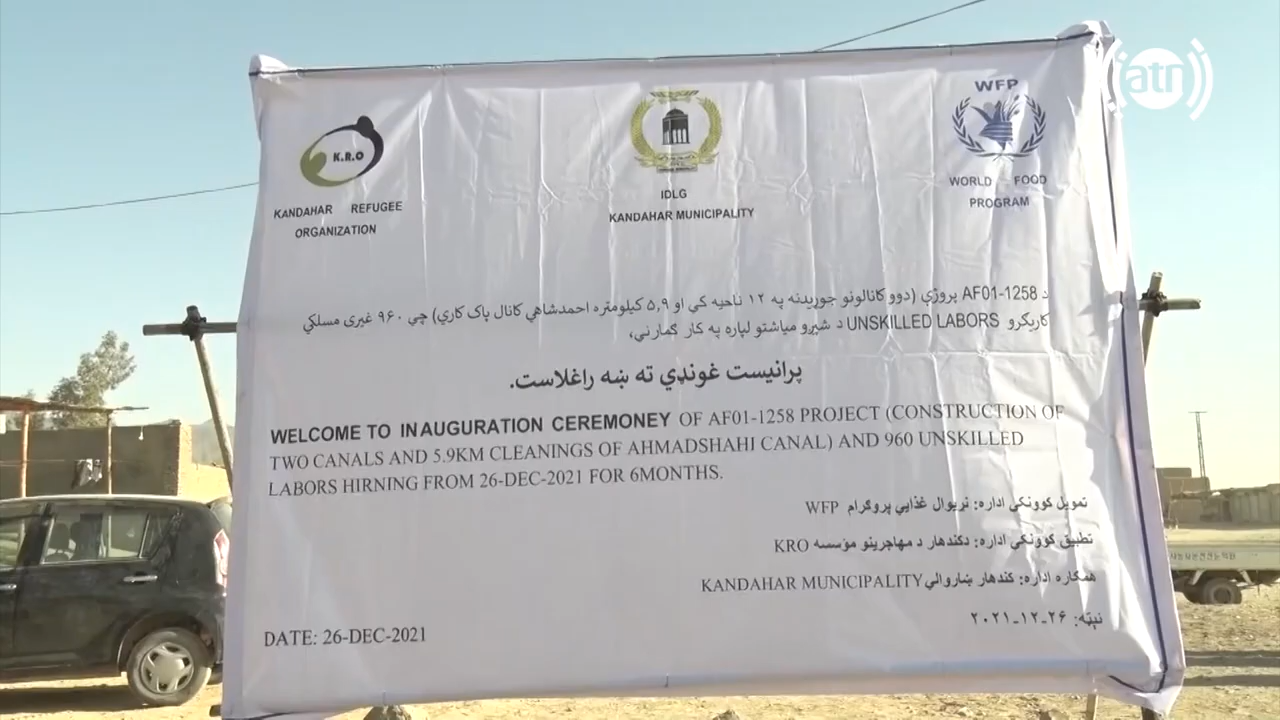 atn
WFP
K.R.O
KANDAHAR REFUGEE
ORGANIZATION
IDLG
KANDAHAR MUNICIPALITY
WORLD FOOD
PROGRAM
د AF01-1258 پروژې (دوو کانالونو جوړیدنه په ۱۲ ناحیه کې او ۵,۹ کیلومتره احمدشاهي کانال پاک کاري) چې ۹۶۰ غیری مسلکي
کاریګرو UNSKILLED LABORS د شپږو میاشتو لپاره په کار ګمارني،
پرانیست غونډې ته ښه راغلاست.
WELCOME TO INAUGURATION CEREMONEY OF AF01-1258 PROJECT (CONSTRUCTION OF
TWO CANALS AND 5.9KM CLEANINGS OF AHMADSHAHI CANAL) AND 960 UNSKILLED
LABORS HIRNING FROM 26-DEC-2021 FOR 6MONTHS.
تمویل کوونکي اداره: نړیوال غذایي پروګرام WFP
تطبیق کوونکي اداره: دکندهار د مهاجرینو مؤسسه KRO
همکاره اداره: کندهار ښاروالي KANDAHAR MUNICIPALITY
نېټه: ۲۶-۱۲-۲۰۲۱
DATE: 26-DEC-2021